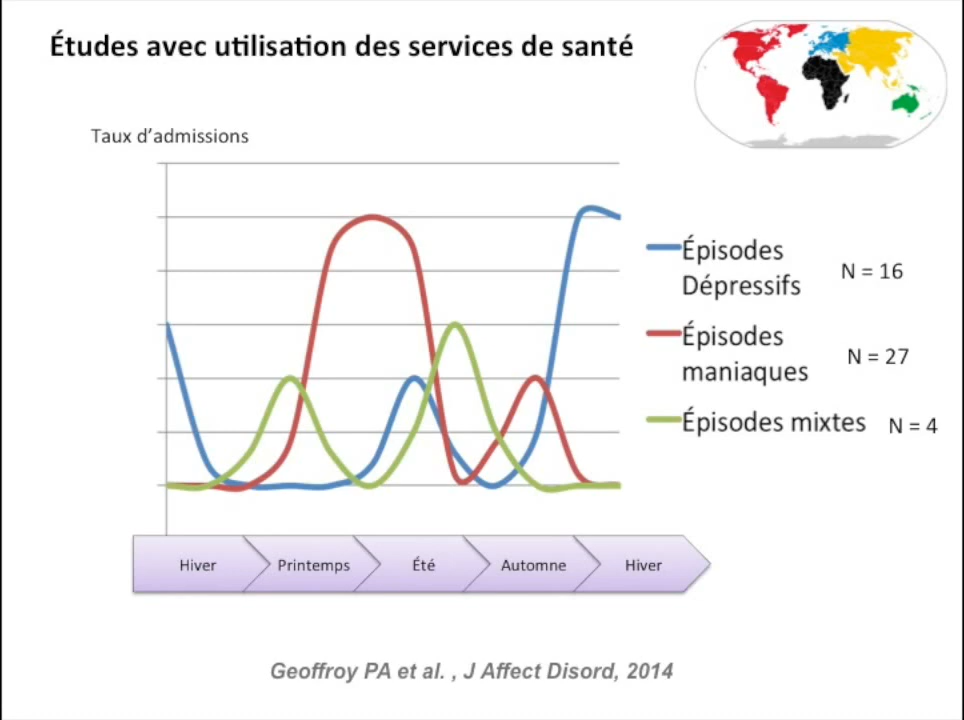 Études avec utilisation des services de santé
Taux d’admissions
Épisodes
Dépressifs
N = 16
Épisodes
maniaques
N = 27
Épisodes mixtes
N = 4
Hiver
Printemps
Été
Automne
Hiver
Geoffroy PA et al. , J Affect Disord, 2014